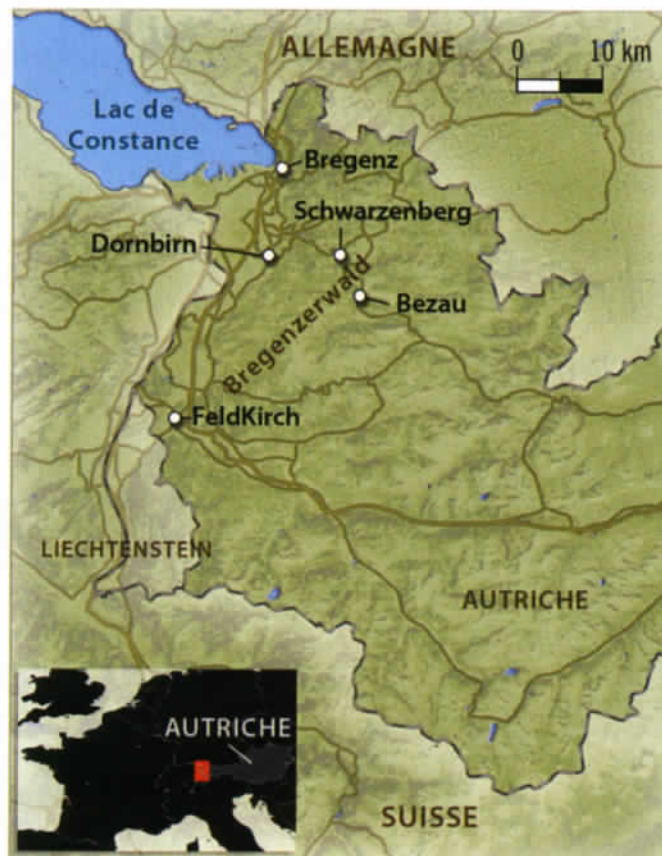 ALLEMAGNE
0 10 km
Lac de
Constance
Bregenz
Schwarzenberg
Dornbirn
Bregenzerwald
Bezau
FeldKirch
LIECHTENSTEIN
AUTRICHE
AUTRICHE
SUISSE